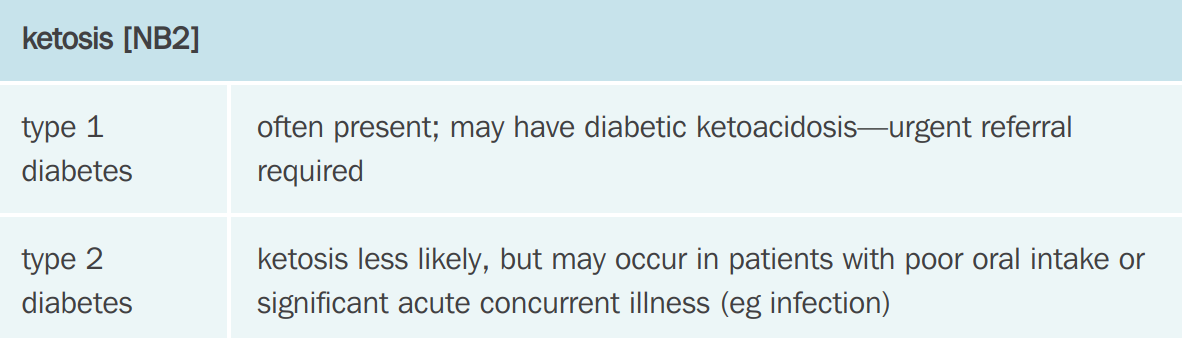 ketosis [NB2]
type 1
diabetes
often present; may have diabetic ketoacidosis—urgent referral
required
type 2
diabetes
ketosis less likely, but may occur in patients with poor oral intake or
significant acute concurrent illness (eg infection)